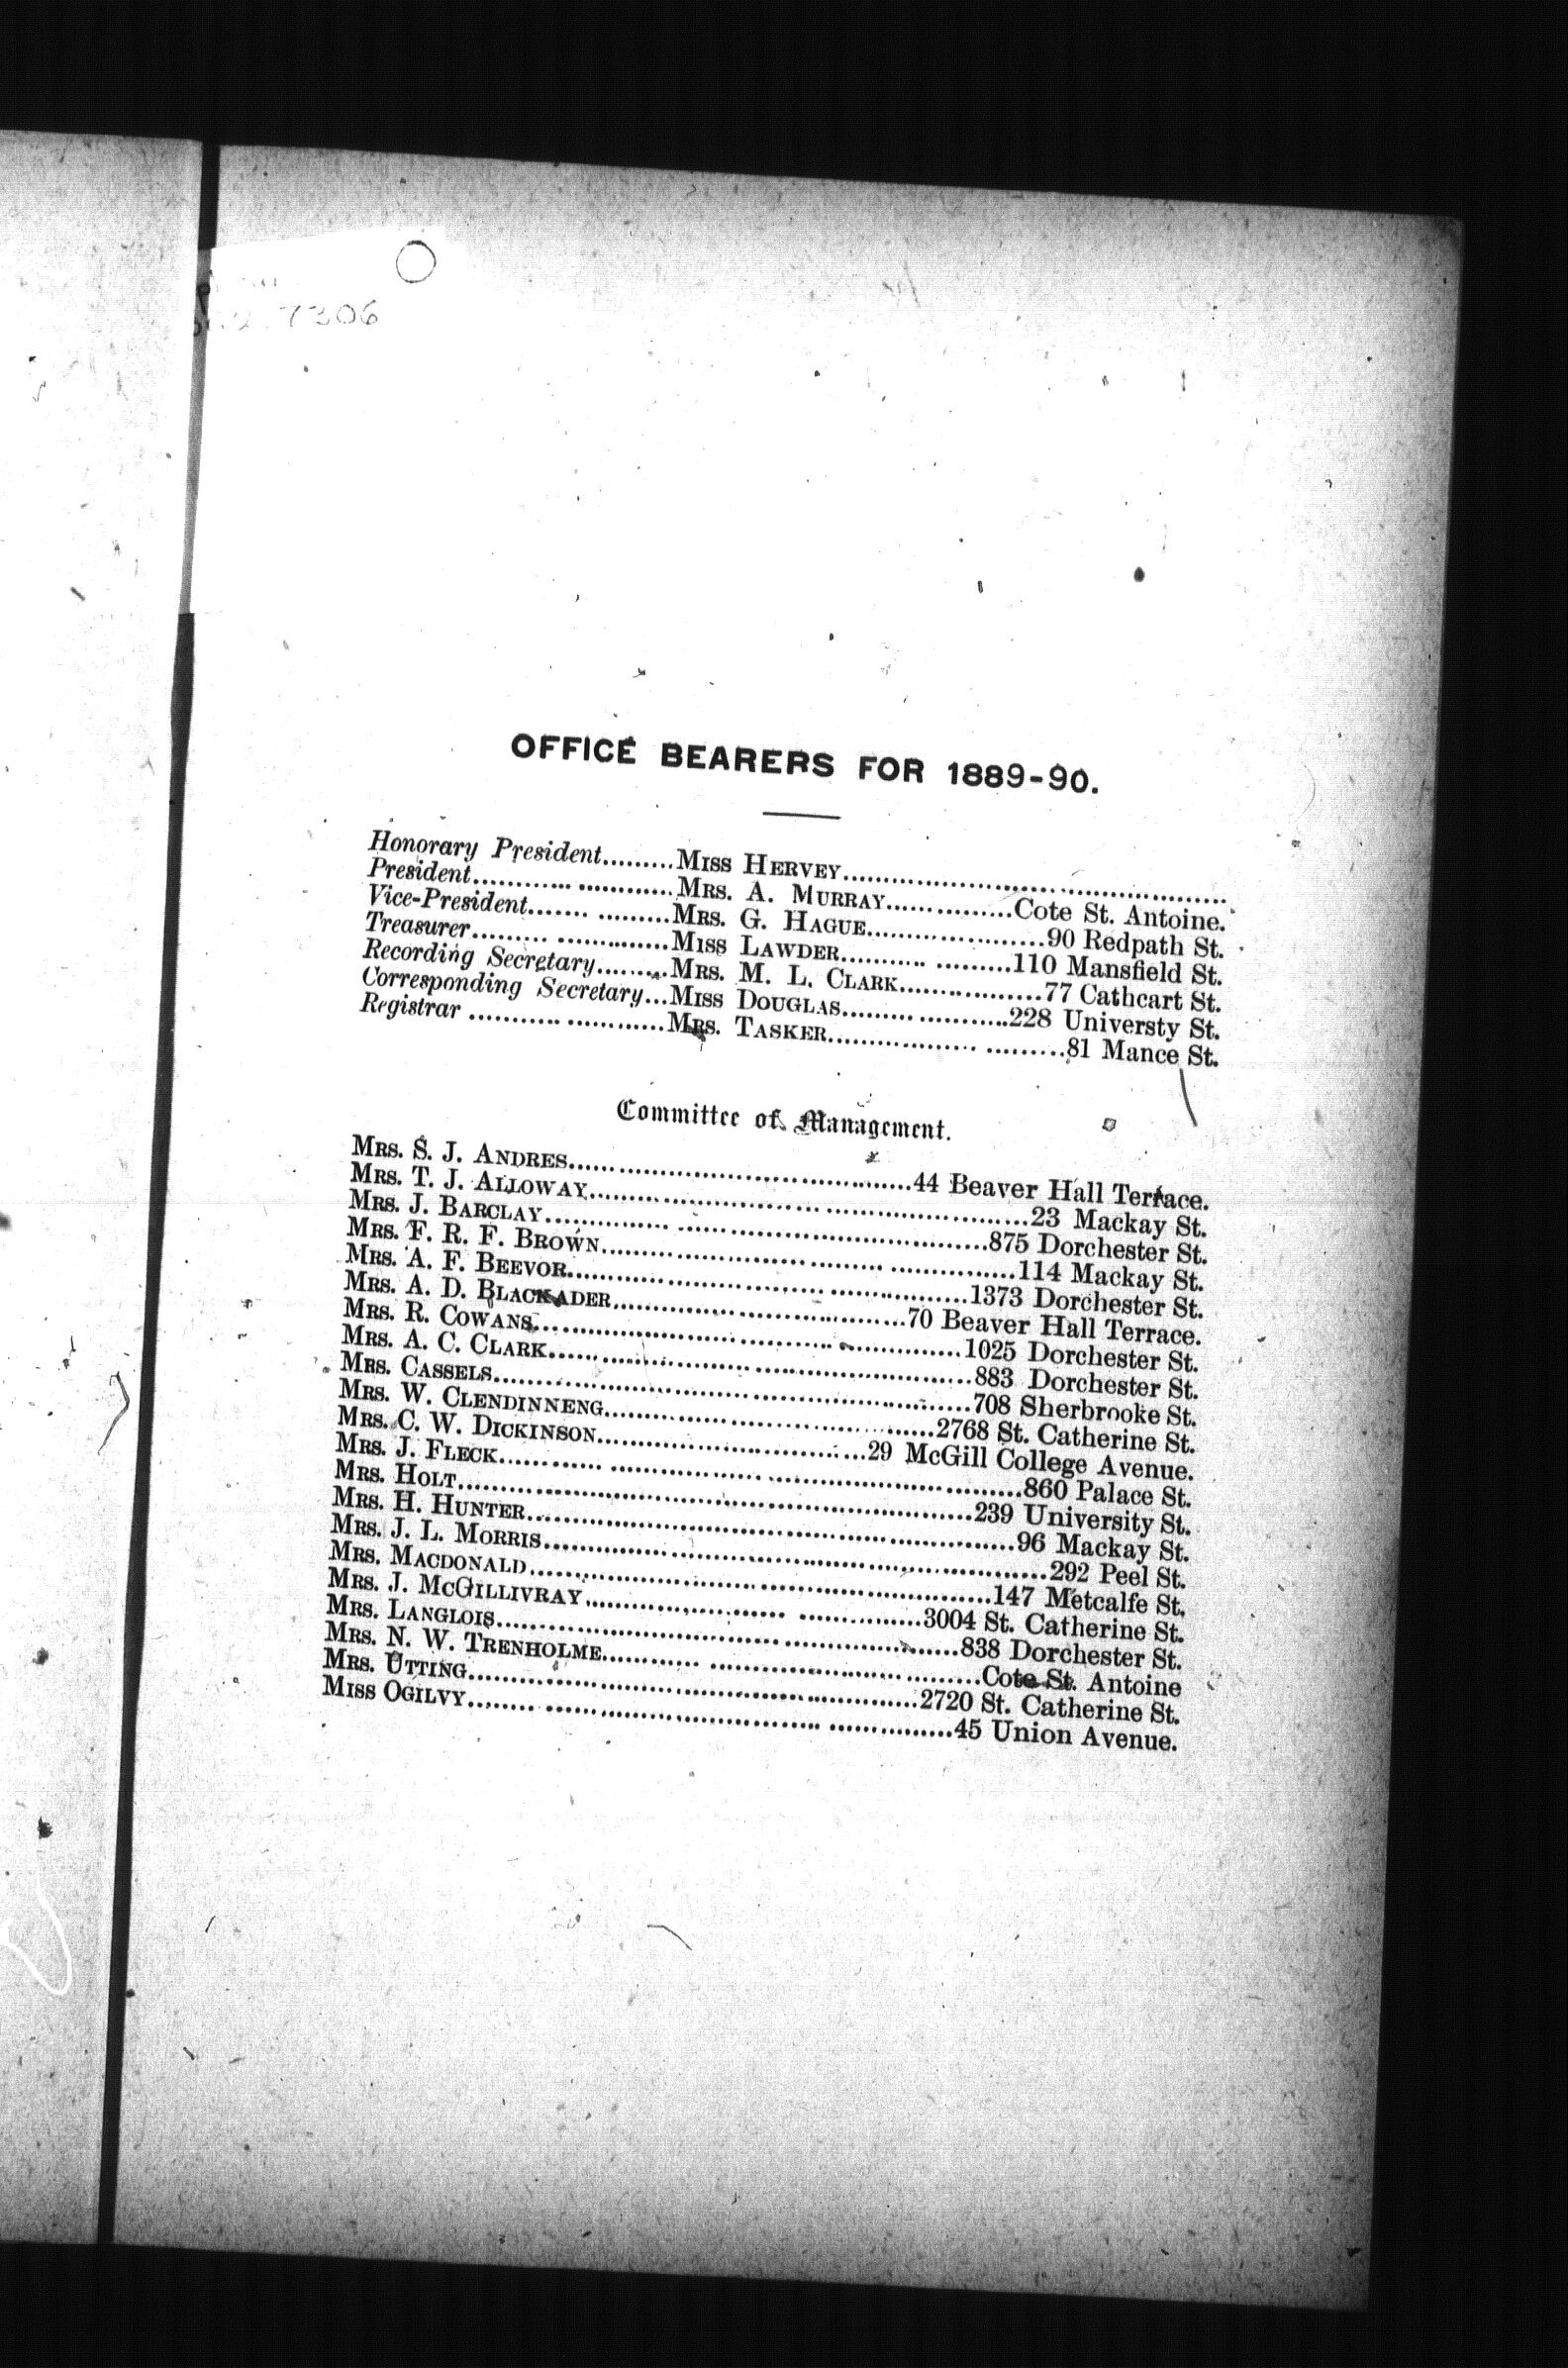 7306
OFFICE BEARERS FOR 1889-90.
Honorary President.........MISS HERVEY................................................
President.........................MRS. A. MURRAY................Cote St. Antoine.
Vice-President..................MRS. G. HAGUE......................90 Redpath St.
Treasurer.........................MISS LAWDER.....................110 Mansfield St.
Recording Secretary.........MRS. M. L. CLARK..................77 Cathcart St.
Corresponding Secretary...MISS DOUGLAS.....................228 Universty St.
Registrar .........................MRS. TASKER..............................81 Mance St.
Committee of Management.
MRS. S. J. ANDRES...........................................44 Beaver Hall Terrace.
MRS. T. J. ALLOWAY.......................................................23 Mackay St.
MRS. J. BARCLAY.......................................................875 Dorchester St.
MRS. F. R. F. BROWN...................................................114 Mackay St.
MRS. A. F. BEEVOR..................................................1373 Dorchester St.
MRS. A. D. BLACKADER.....................................70 Beaver Hall Terrace.
MRS. R. COWANS.....................................................1025 Dorchester St.
MRS. A. C. CLARK.....................................................883 Dorchester St.
MRS. CASSELS............................................................708 Sherbrooke St.
MRS. W. CLENDINNENG.........................................2768 St. Catherine St.
MRS. C. W. DICKINSON..................................29 McGill College Avenue.
MRS. J. FLECK.................................................................860 Palace St.
MRS. HOLT................................................................239 University St.
MRS. H. HUNTER.............................................................96 Mackay St.
MRS. J. L. MORRIS..............................................................292 Peel St.
MRS. MACDONALD..........................................................147 Metcalfe St.
MRS. J. MCGILLIVRAY..........................................3004 St. Catherine St.
MRS. LANGLOIS..........................................................838 Dorchester St.
MRS. N. W. TRENHOLME...............................................Cote St. Antoine
MRS. UTTING........................................................2720 St. Catherine St.
MISS OGILVY.............................................................45 Union Avenue.